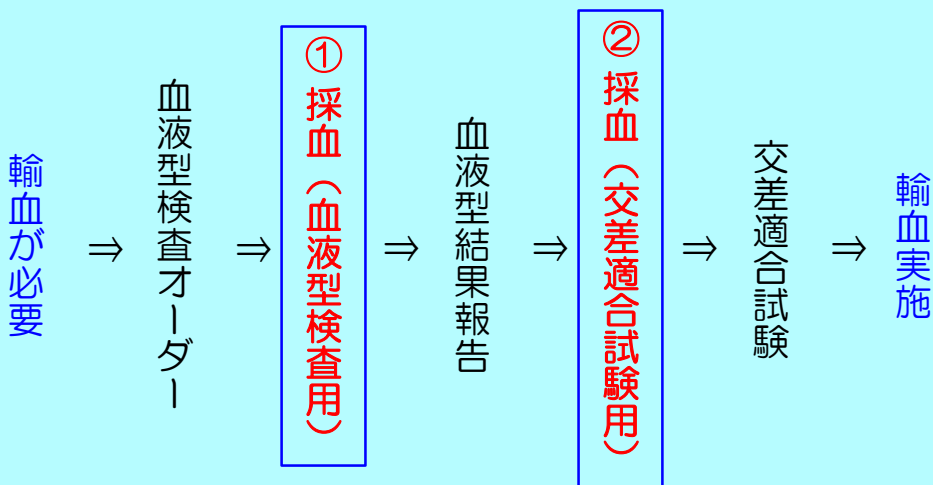 輸血が必要
⇒
血液型検査オーダー
⇒
① 採血（血液型検査用）
⇒
血液型結果報告
⇒
② 採血（交差適合試験用）
⇒
交差適合試験
⇒
輸血実施